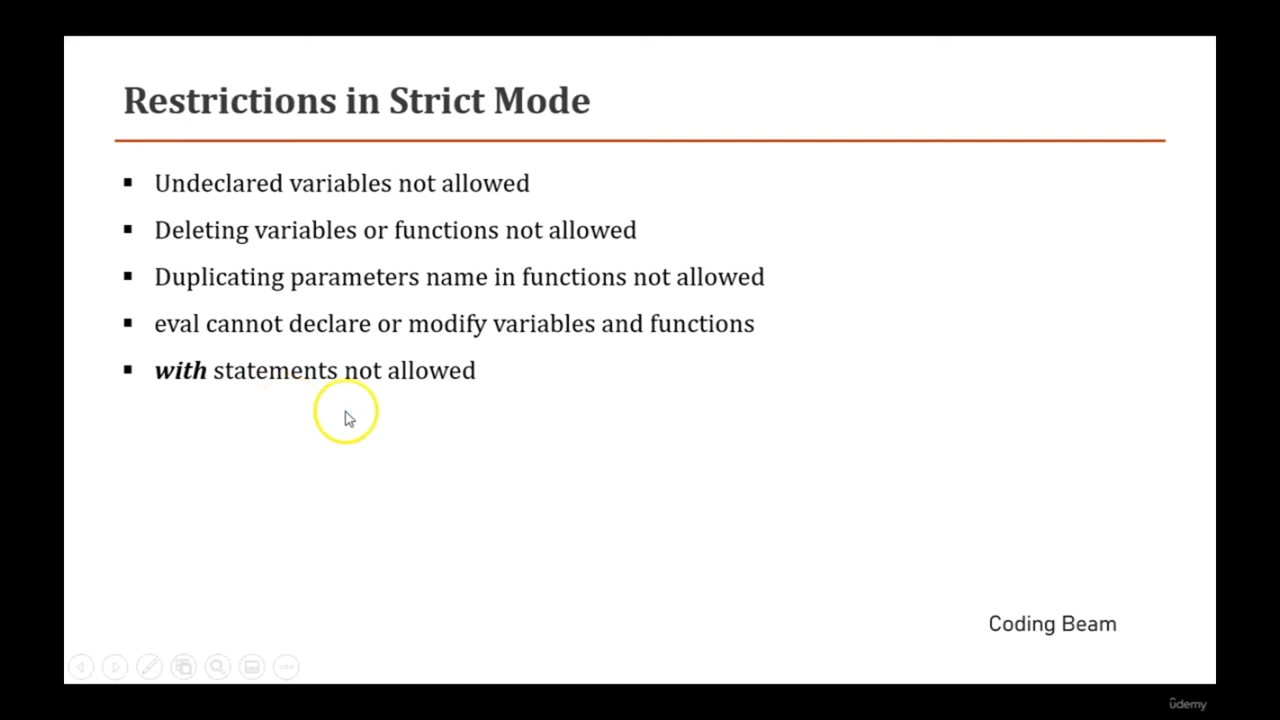 Restrictions in Strict Mode
Undeclared variables not allowed
Deleting variables or functions not allowed
Duplicating parameters name in functions not allowed
eval cannot declare or modify variables and functions
with statements not allowed
Coding Beam
ûdemy